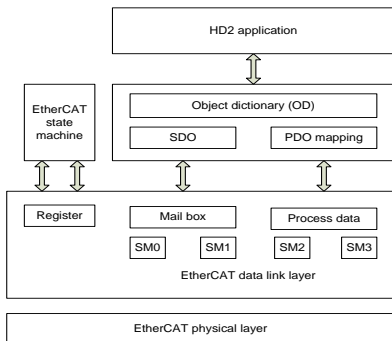 HD2 application
EtherCAT
state
machine
Object dictionary (OD)
SDO
PDO mapping
Register
Mail box
Process data
SM0
SM1
SM2
SM3
EtherCAT data link layer
EtherCAT physical layer